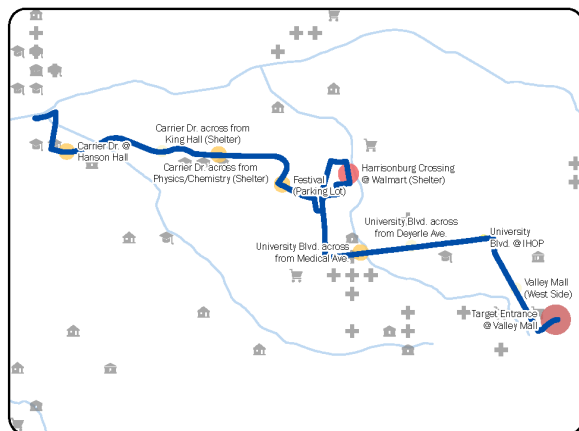 Carrier Dr. across from
King Hall (Shelter)
Carrier Dr. @
Hanson Hall
Carrier Dr. across from
Physics/Chemistry (Shelter)
Festival
(Parking Lot)
Harrisonburg Crossing
@ Walmart (Shelter)
University Blvd. across
from Deyerle Ave.
University
Blvd. @ IHOP
University Blvd. across
from Medical Ave.
Valley Mall
(West Side)
Target Entrance
@ Valley Mall